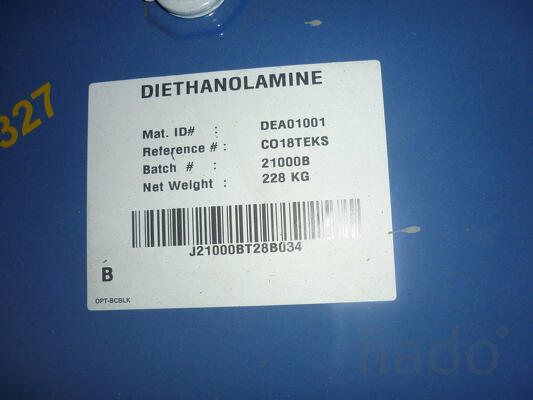 DIETHANOLAMINE
Mat. ID# : DEA01001
Reference # : CO18TEKS
Batch # : 21000B
Net Weight : 228 KG
J21000BT28B034
B
OPT-BCBLK
327
flado